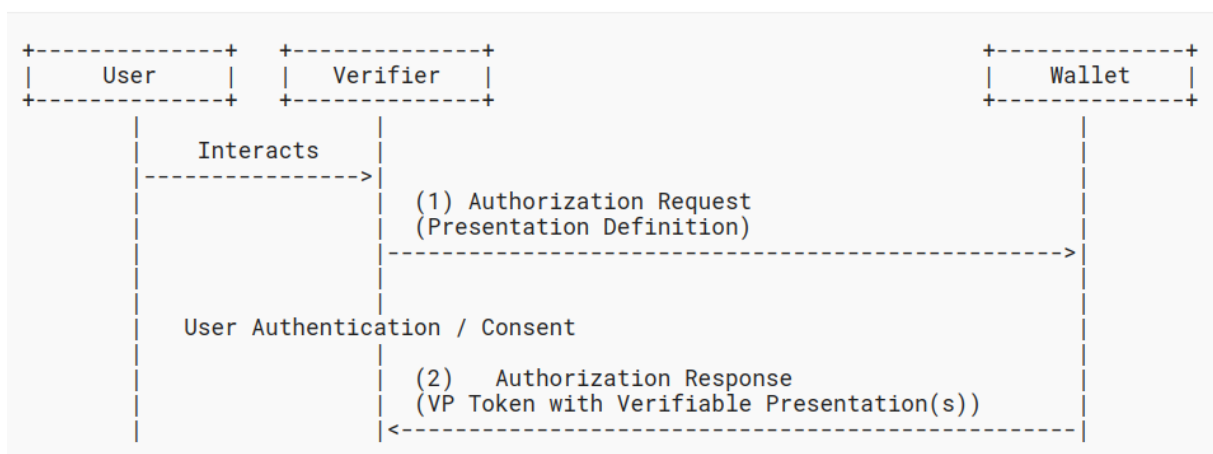 User Verifier Wallet
Interacts
(1) Authorization Request
(Presentation Definition)
User Authentication / Consent
(2) Authorization Response
(VP Token with Verifiable Presentation(s))